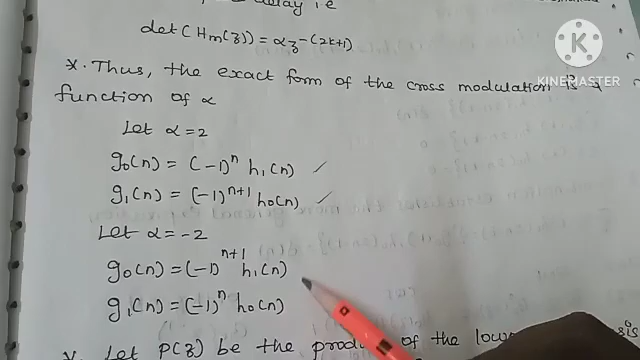 delay i.e
det(Hm(z)) = αz^-(2k+1)
*. Thus, the exact form of the cross modulation is a
function of α
Let α=2
g0(n) = (-1)^n h1(n) ✓
g1(n) = (-1)^n+1 h0(n) ✓
Let α=-2
g0(n) = (-1)^n+1 h1(n)
g1(n) = (-1)^n h0(n)
Let P(z) be the of the
KINEMASTER